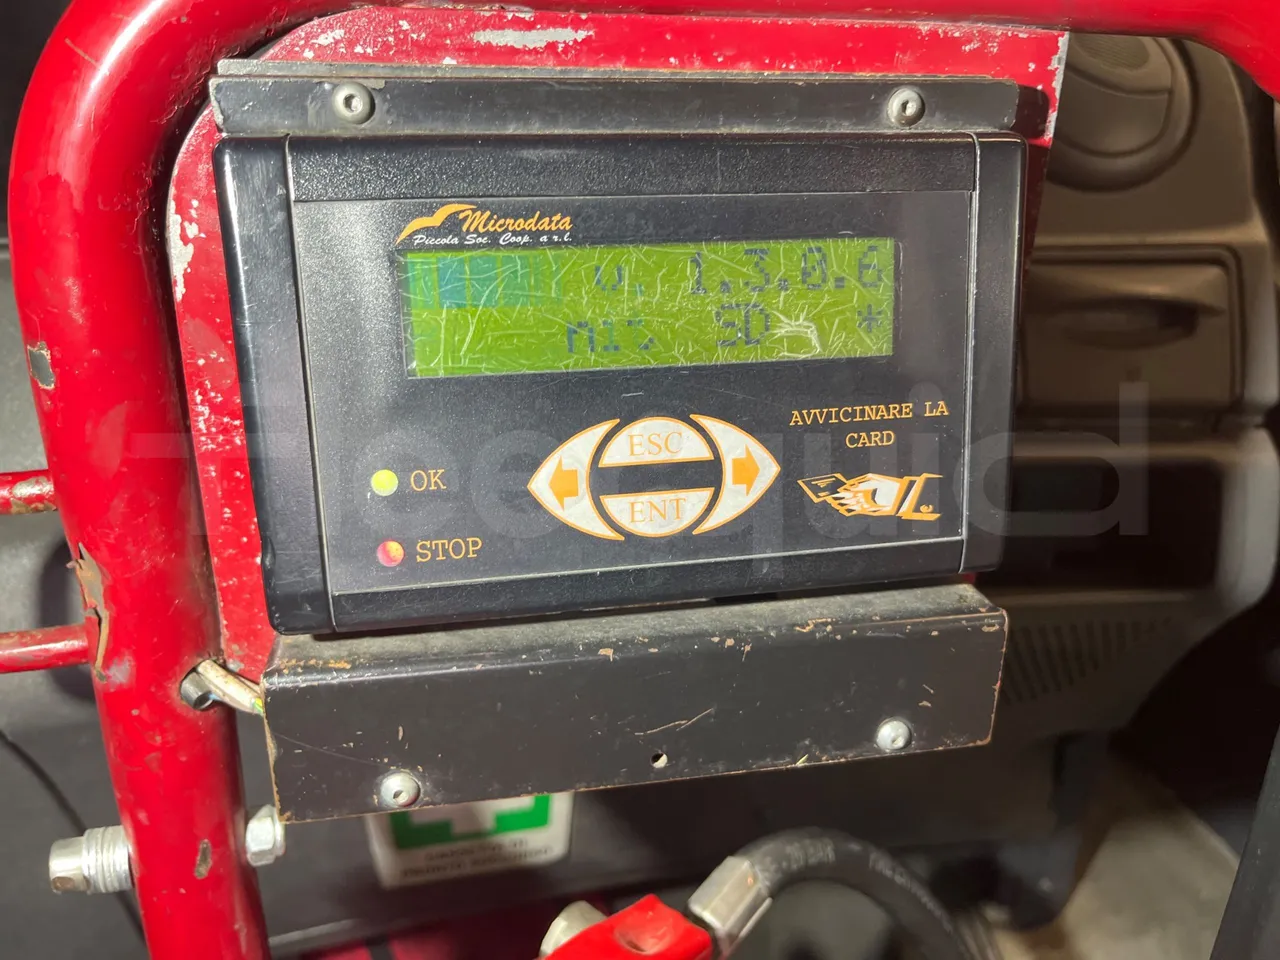 Microdata
Piccola Soc. Coop. a r.l.
v. 1.3.0.6
SD *
AVVICINARE LA
CARD
ESC
ENT
OK
STOP